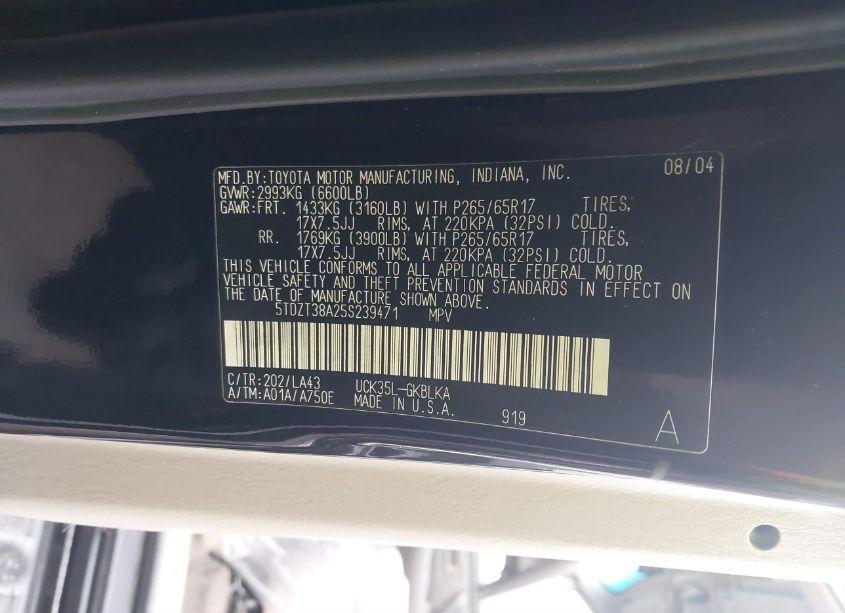 MFD.BY:TOYOTA MOTOR MANUFACTURING, INDIANA, INC. 08/04
GVWR:2993KG (6600LB)
GAWR:FRT. 1433KG (3160LB) WITH P265/65R17 TIRES,
17X7.5JJ RIMS, AT 220KPA (32PSI) COLD.
RR. 1769KG (3900LB) WITH P265/65R17 TIRES,
17X7.5JJ RIMS, AT 220KPA (32PSI) COLD.
THIS VEHICLE CONFORMS TO ALL APPLICABLE FEDERAL MOTOR
VEHICLE SAFETY AND THEFT PREVENTION STANDARDS IN EFFECT ON
THE DATE OF MANUFACTURE SHOWN ABOVE.
5TDZT38A25S239471 MPV
C/TR:202/LA43 UCK35L-GKBLKA
A/TM:A01A/A750E MADE IN U.S.A. 919 A